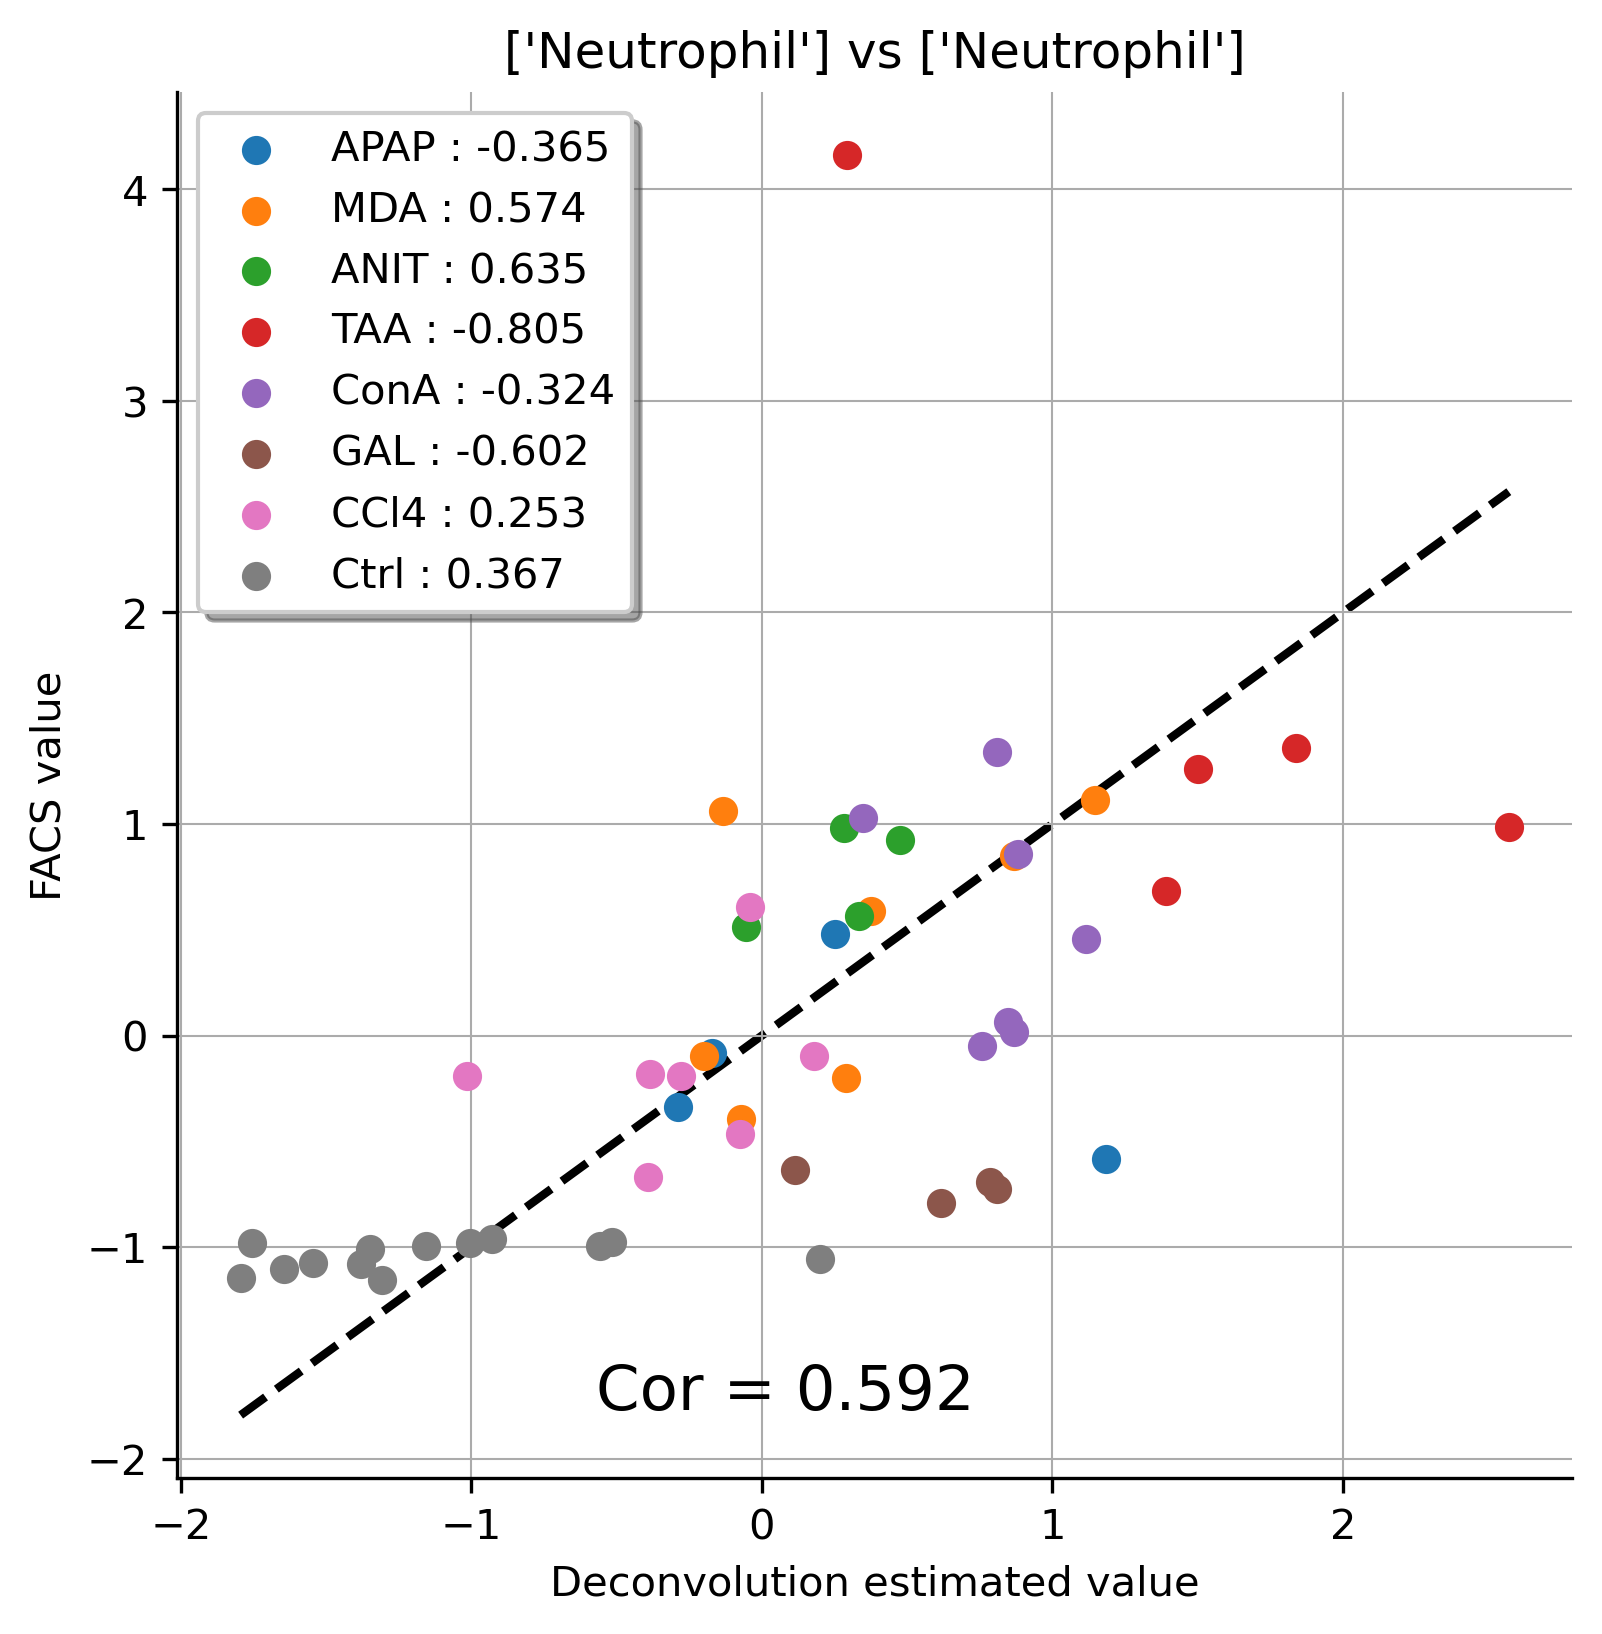 ['Neutrophil'] vs ['Neutrophil']
APAP : -0.365
MDA : 0.574
ANIT : 0.635
TAA : -0.805
ConA : -0.324
GAL : -0.602
CCl4 : 0.253
Ctrl : 0.367
4
3
2
1
0
−1
−2
FACS value
Cor = 0.592
−2 −1 0 1 2
Deconvolution estimated value